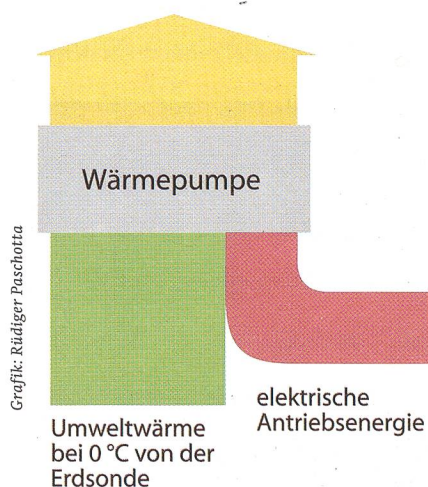 Wärmepumpe
Grafik: Rüdiger Paschotta
Umweltwärme
bei 0 °C von der
Erdsonde
elektrische
Antriebsenergie